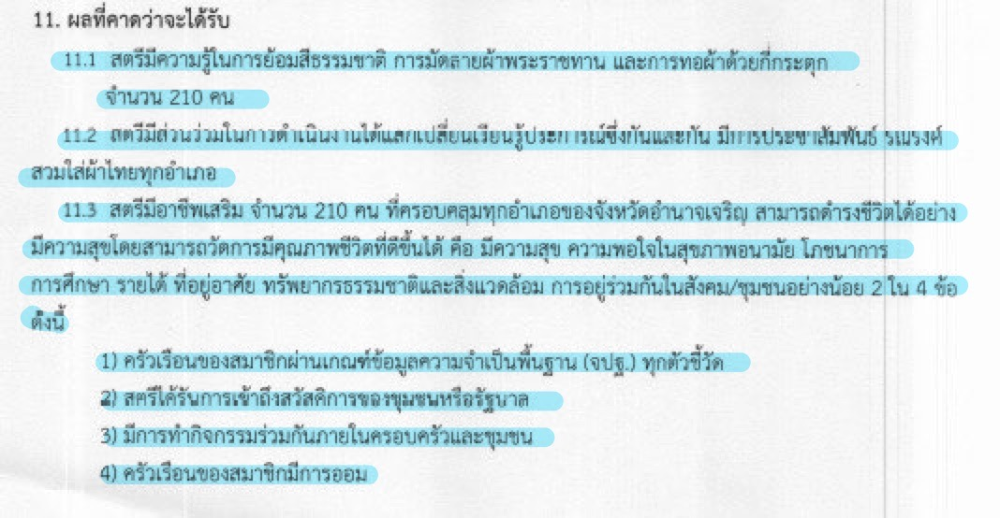 11. ผลที่คาดว่าจะได้รับ
11.1 สตรีมีความรู้ในการย้อมสีธรรมชาติ การมัดลายผ้าพระราชทาน และการทอผ้าด้วยกี่กระตุก
จำนวน 210 คน
11.2 สตรีมีส่วนร่วมในการดำเนินงานได้แลกเปลี่ยนเรียนรู้ประการณ์ซึ่งกันและกัน มีการประชาสัมพันธ์ รณรงค์
สวมใส่ผ้าไทยทุกอำเภอ
11.3 สตรีมีอาชีพเสริม จำนวน 210 คน ที่ครอบคลุมทุกอำเภอของจังหวัดอำนาจเจริญ สามารถดำรงชีวิตได้อย่าง
มีความสุขโดยสามารถวัดการมีคุณภาพชีวิตที่ดีขึ้นได้ คือ มีความสุข ความพอใจในสุขภาพอนามัย โภชนาการ
การศึกษา รายได้ ที่อยู่อาศัย ทรัพยากรธรรมชาติและสิ่งแวดล้อม การอยู่ร่วมกันในสังคม/ชุมชนอย่างน้อย 2 ใน 4 ข้อ
ดังนี้
1) ครัวเรือนของสมาชิกผ่านเกณฑ์ข้อมูลความจำเป็นพื้นฐาน (จปฐ.) ทุกตัวชี้วัด
2) สตรีได้รับการเข้าถึงสวัสดิการของชุมชนหรือรัฐบาล
3) มีการทำกิจกรรมร่วมกันภายในครอบครัวและชุมชน
4) ครัวเรือนของสมาชิกมีการออม